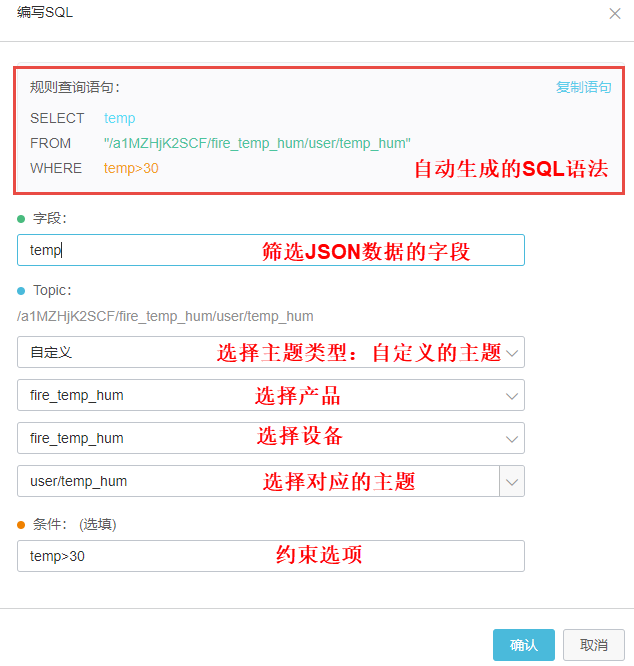 编写SQL
规则查询语句： 复制语句
SELECT temp
FROM "/a1MZHjK2SCF/fire_temp_hum/user/temp_hum"
WHERE temp>30 自动生成的SQL语法
字段：
temp 筛选JSON数据的字段
Topic：
/a1MZHjK2SCF/fire_temp_hum/user/temp_hum
自定义 选择主题类型：自定义的主题
fire_temp_hum 选择产品
fire_temp_hum 选择设备
user/temp_hum 选择对应的主题
条件： (选填)
temp>30 约束选项
确认 取消